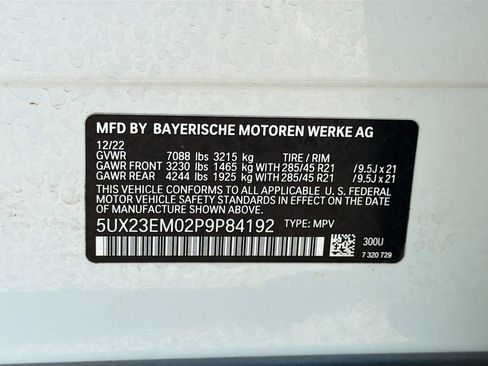 MFD BY BAYERISCHE MOTOREN WERKE AG
12/22
GVWR 7088 lbs 3215 kg TIRE / RIM
GAWR FRONT 3230 lbs 1465 kg WITH 285/45 R21 /9.5J x 21
GAWR REAR 4244 lbs 1925 kg WITH 285/45 R21 /9.5J x 21
THIS VEHICLE CONFORMS TO ALL APPLICABLE U. S. FEDERAL
MOTOR VEHICLE SAFETY STANDARDS IN EFFECT ON THE
DATE OF MANUFACTURE SHOWN ABOVE.
5UX23EM02P9P84192 TYPE: MPV
300U
7 320 729